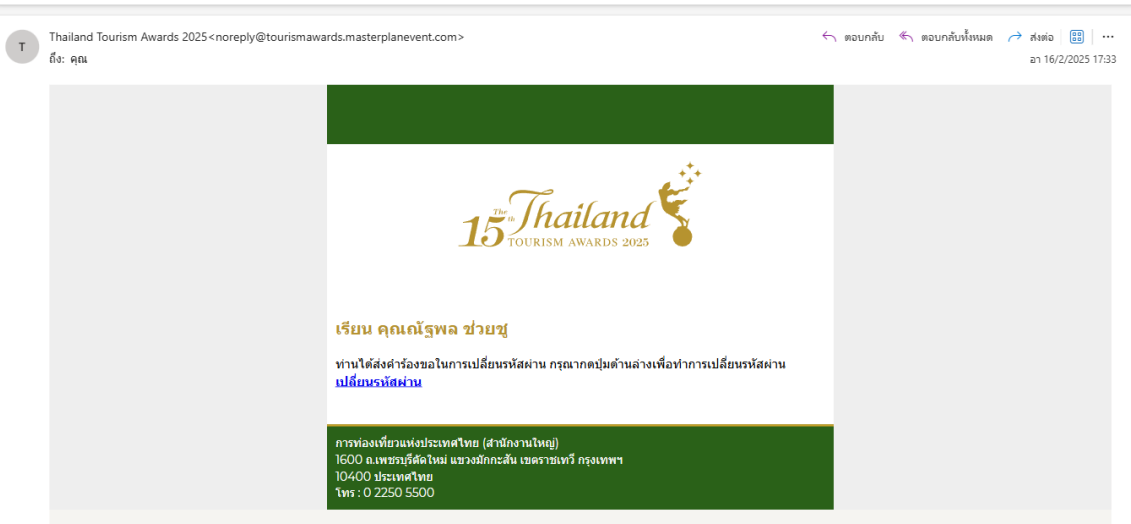 T
Thailand Tourism Awards 2025<noreply@tourismawards.masterplanevent.com>
ตอบกลับ ตอบกลับทั้งหมด ส่งต่อ
ถึง: คุณ
อา 16/2/2025 17:33
The 15th Thailand
TOURISM AWARDS 2025
เรียน คุณณัฐพล ช่วยชู
ท่านได้ส่งคำร้องขอในการเปลี่ยนรหัสผ่าน กรุณากดปุ่มด้านล่างเพื่อทำการเปลี่ยนรหัสผ่าน
เปลี่ยนรหัสผ่าน
การท่องเที่ยวแห่งประเทศไทย (สำนักงานใหญ่)
1600 ถ.เพชรบุรีตัดใหม่ แขวงมักกะสัน เขตราชเทวี กรุงเทพฯ
10400 ประเทศไทย
โทร : 0 2250 5500